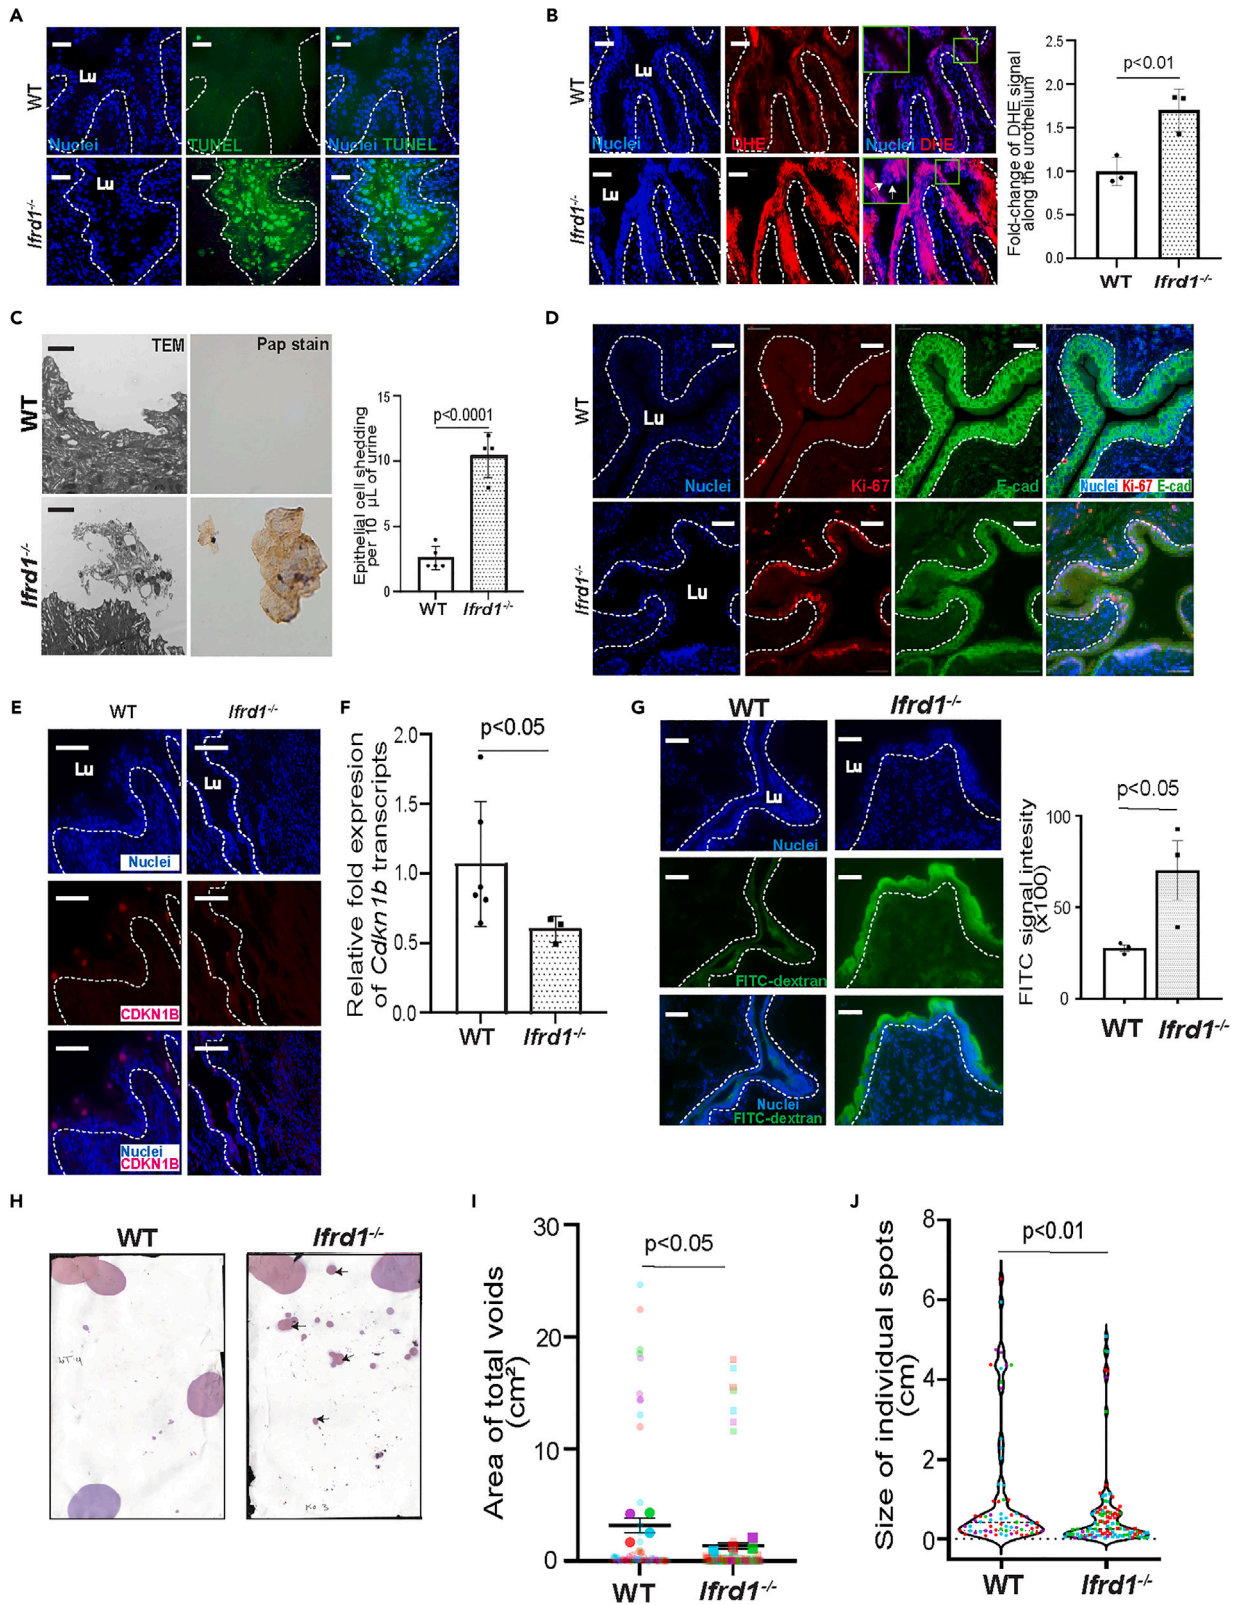 A
WT
Lu
Nuclei
TUNEL
Nuclei TUNEL
Ifrd1-/-
Lu
B
WT
Lu
Nuclei
DHE
Nuclei DHE
Ifrd1-/-
Lu
Fold-change of DHE signal
along the urothelium
2.5
2.0
1.5
1.0
0.5
0.0
p<0.01
WT
Ifrd1-/-
C
WT
TEM
Pap stain
Ifrd1-/-
Epithelial cell shedding
per 10 µL of urine
15
10
5
0
p<0.0001
WT
Ifrd1-/-
D
WT
Lu
Nuclei
Ki-67
E-cad
Nuclei Ki-67 E-cad
Ifrd1-/-
Lu
E
WT
Ifrd1-/-
Lu
Lu
Nuclei
CDKN1B
Nuclei
CDKN1B
F
Relative fold expresion
of Cdkn1b transcripts
2.0
1.5
1.0
0.5
0.0
p<0.05
WT
Ifrd1-/-
G
WT
Ifrd1-/-
Lu
Lu
Nuclei
FITC-dextran
Nuclei
FITC-dextran
FITC signal intesity
(x100)
100
50
0
p<0.05
WT
Ifrd1-/-
H
WT
Ifrd1-/-
WT-4
KO 3
I
Area of total voids
(cm²)
30
20
10
0
p<0.05
WT
Ifrd1-/-
J
Size of individual spots
(cm)
8
6
4
2
0
p<0.01
WT
Ifrd1-/-